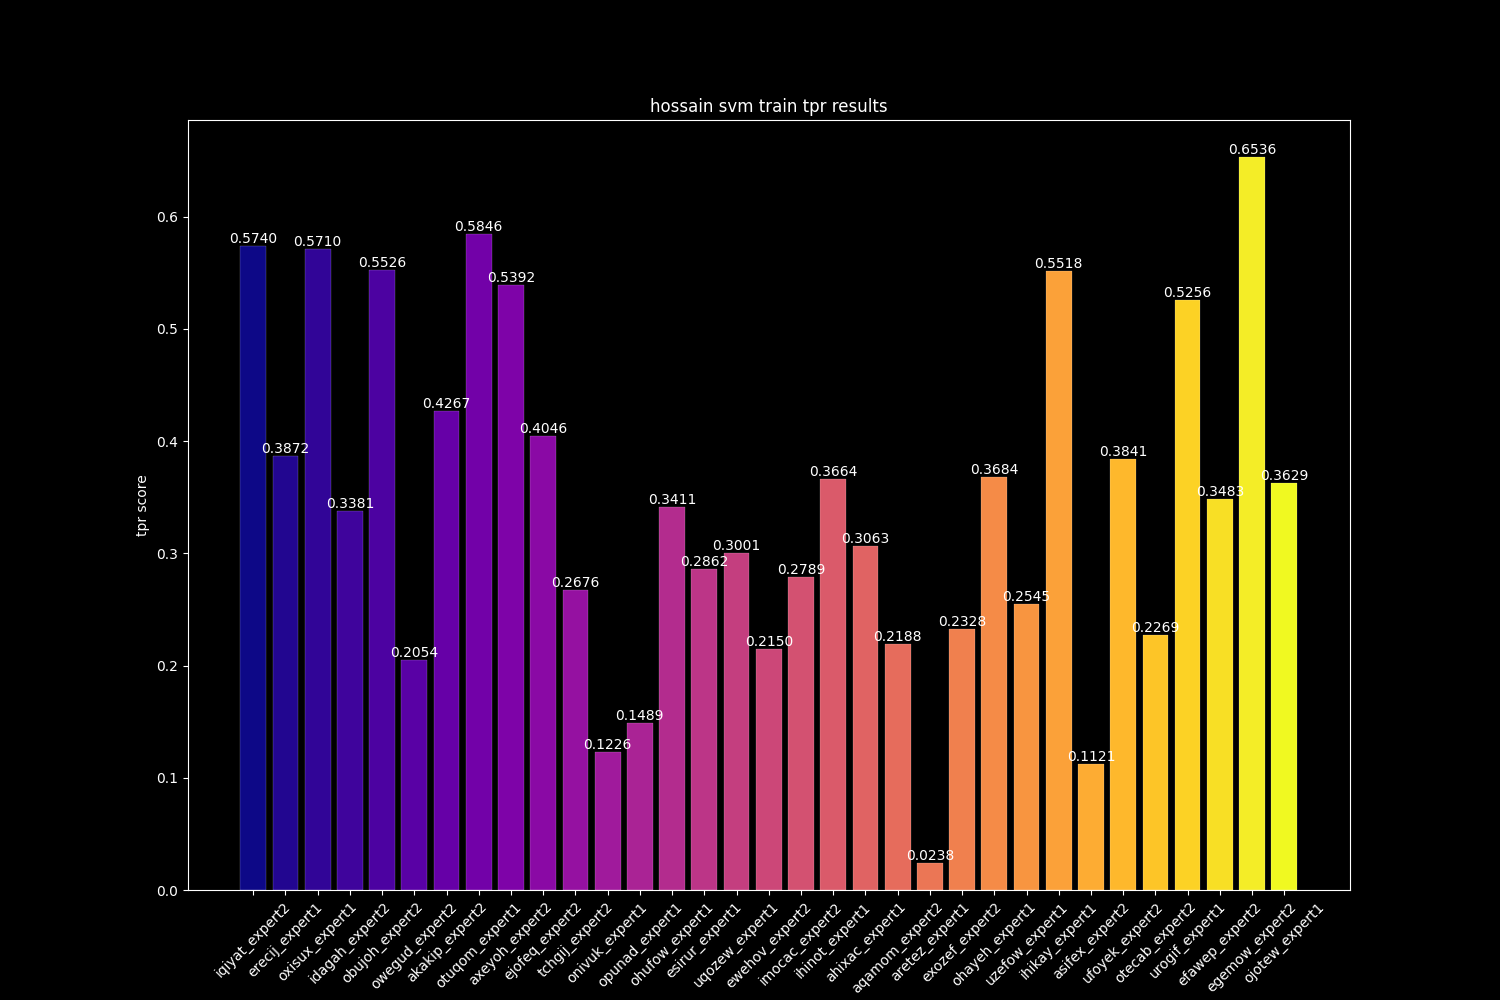 hossain svm train tpr results
tpr score
0.6
0.5
0.4
0.3
0.2
0.1
0.0
0.5740
0.3872
0.5710
0.3381
0.5526
0.2054
0.4267
0.5846
0.5392
0.4046
0.2676
0.1226
0.1489
0.3411
0.2862
0.3001
0.2150
0.2789
0.3664
0.3063
0.2188
0.0238
0.2328
0.3684
0.2545
0.5518
0.1121
0.3841
0.2269
0.5256
0.3483
0.6536
0.3629
iqjyat_expert2
erecij_expert1
oxisux_expert1
idagah_expert2
obujoh_expert2
owegud_expert2
akakip_expert2
otuqom_expert1
axeyoh_expert2
ejofeq_expert2
tchgjj_expert2
onivuk_expert1
opunad_expert1
ohufow_expert1
esirur_expert1
uqozew_expert1
ewehov_expert2
imocac_expert2
ihinot_expert1
ahixac_expert1
aqamom_expert2
aretez_expert1
exozef_expert2
ohayeh_expert1
uzefow_expert1
ihikay_expert1
asifex_expert2
ufoyek_expert2
otecab_expert2
urogif_expert1
efawep_expert2
egemow_expert2
ojotew_expert1